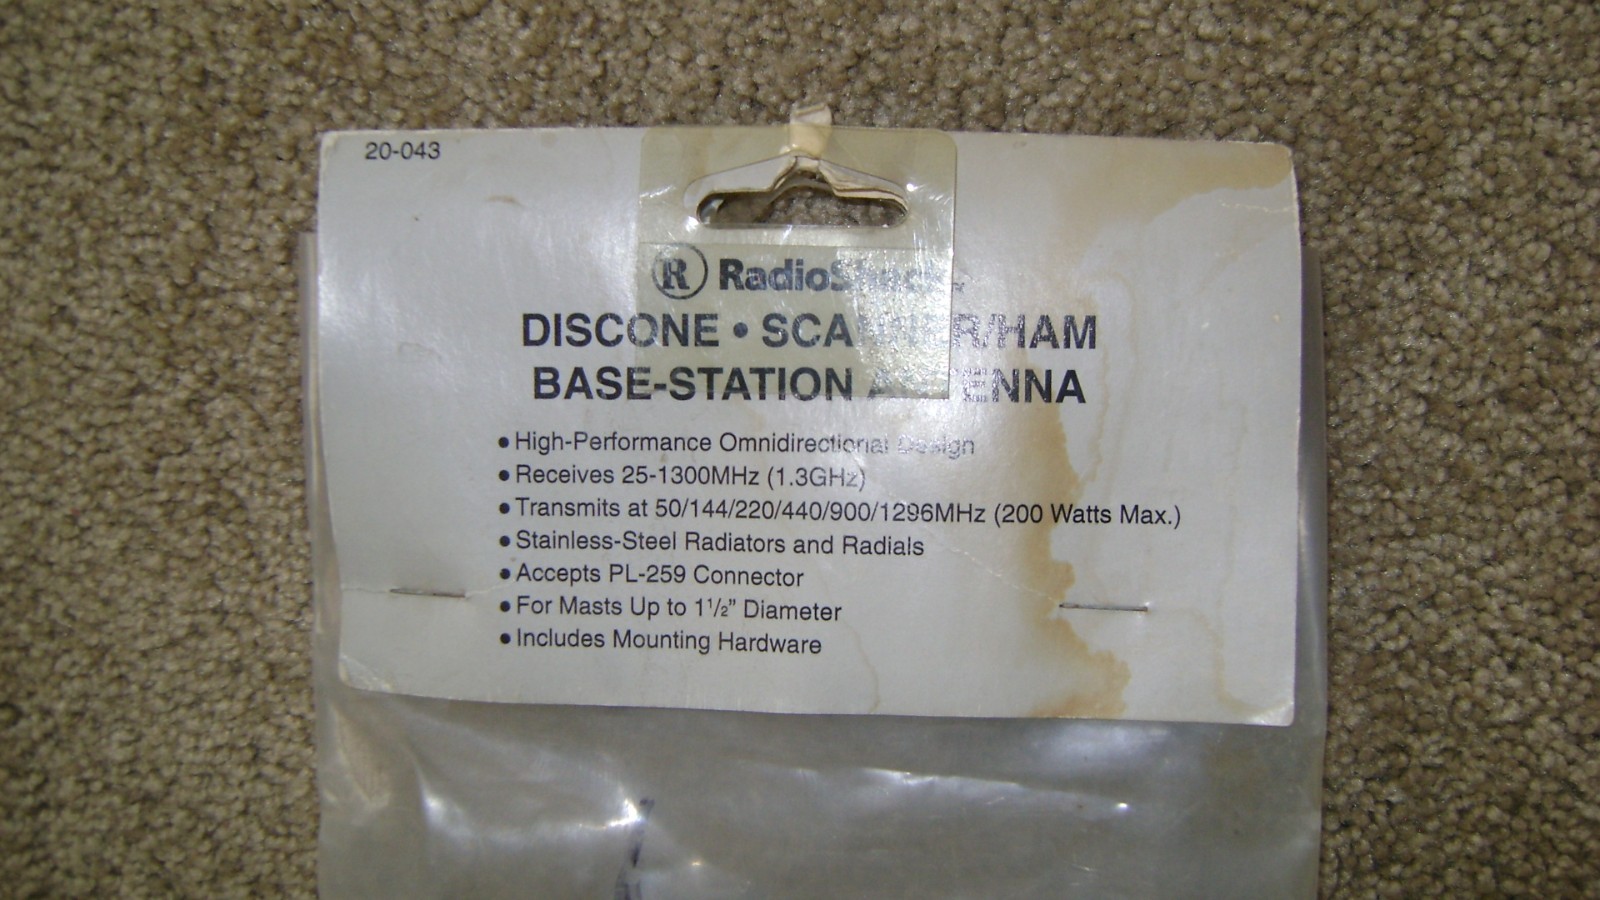 20-043
R RadioShack
DISCONE • SCANNER/HAM
BASE-STATION ANTENNA
• High-Performance Omnidirectional Design
• Receives 25-1300MHz (1.3GHz)
• Transmits at 50/144/220/440/900/1296MHz (200 Watts Max.)
• Stainless-Steel Radiators and Radials
• Accepts PL-259 Connector
• For Masts Up to 1 1/2" Diameter
• Includes Mounting Hardware